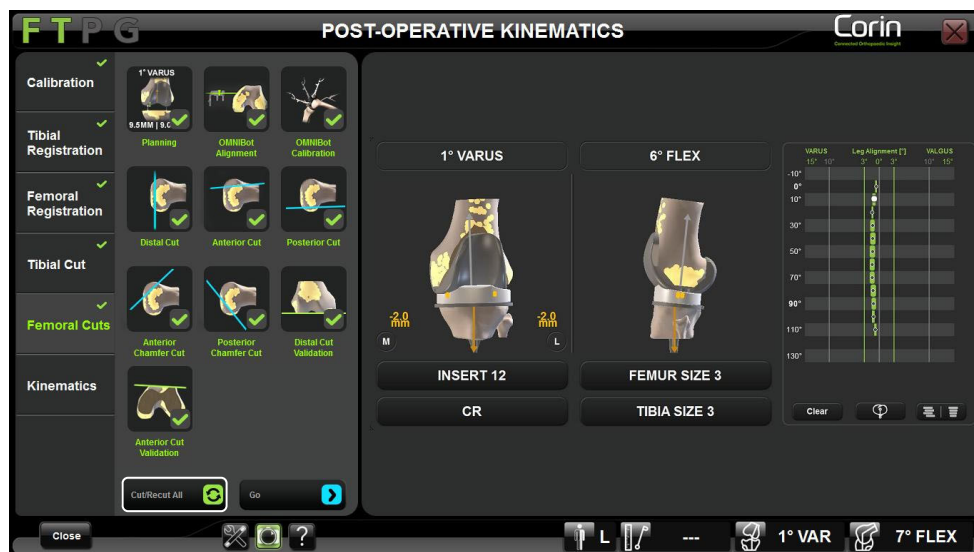 FTPG
POST-OPERATIVE KINEMATICS
Corin
Connected Orthopaedic Insight
Calibration
Tibial
Registration
Femoral
Registration
Tibial Cut
Femoral Cuts
Kinematics
1° VARUS
9.5MM | 9.0
Planning
OMNIBot
Alignment
OMNIBot
Calibration
Distal Cut
Anterior Cut
Posterior Cut
Anterior
Chamfer Cut
Posterior
Chamfer Cut
Distal Cut
Validation
Anterior Cut
Validation
Cut/Recut All
Go
1° VARUS
6° FLEX
-2.0
mm
-2.0
mm
M
L
INSERT 12
FEMUR SIZE 3
CR
TIBIA SIZE 3
VARUS Leg Alignment [°] VALGUS
15° 10° 3° 0° 3° 10° 15°
-10°
0°
10°
30°
50°
70°
90°
110°
130°
Clear
Close
?
L
---
1° VAR
7° FLEX